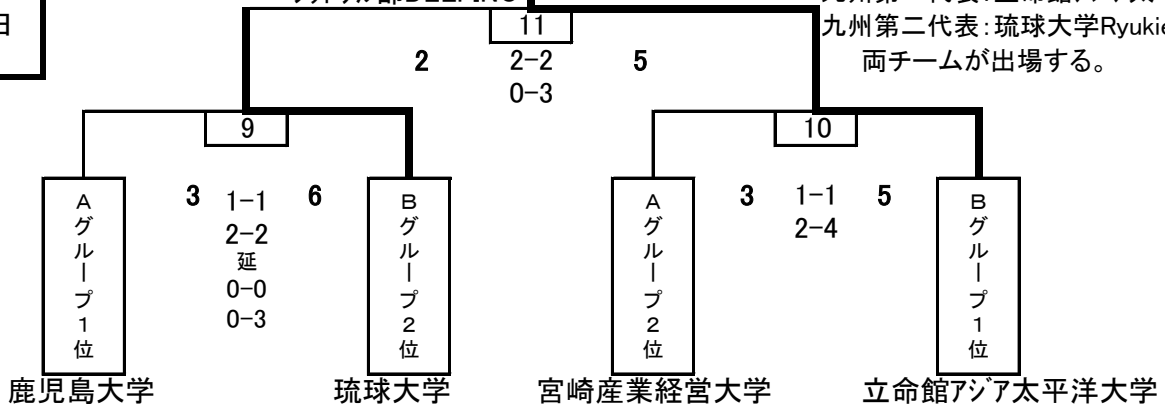 日
11
九州第二代表:琉球大学Ryukie
2 2-2 5
両チームが出場する。
0-3
9
10
3 1-1 6
2-2
延
0-0
0-3
3 1-1 5
2-4
Aグループ1位
Bグループ2位
Aグループ2位
Bグループ1位
鹿児島大学 琉球大学 宮崎産業経営大学 立命館アジア太平洋大学